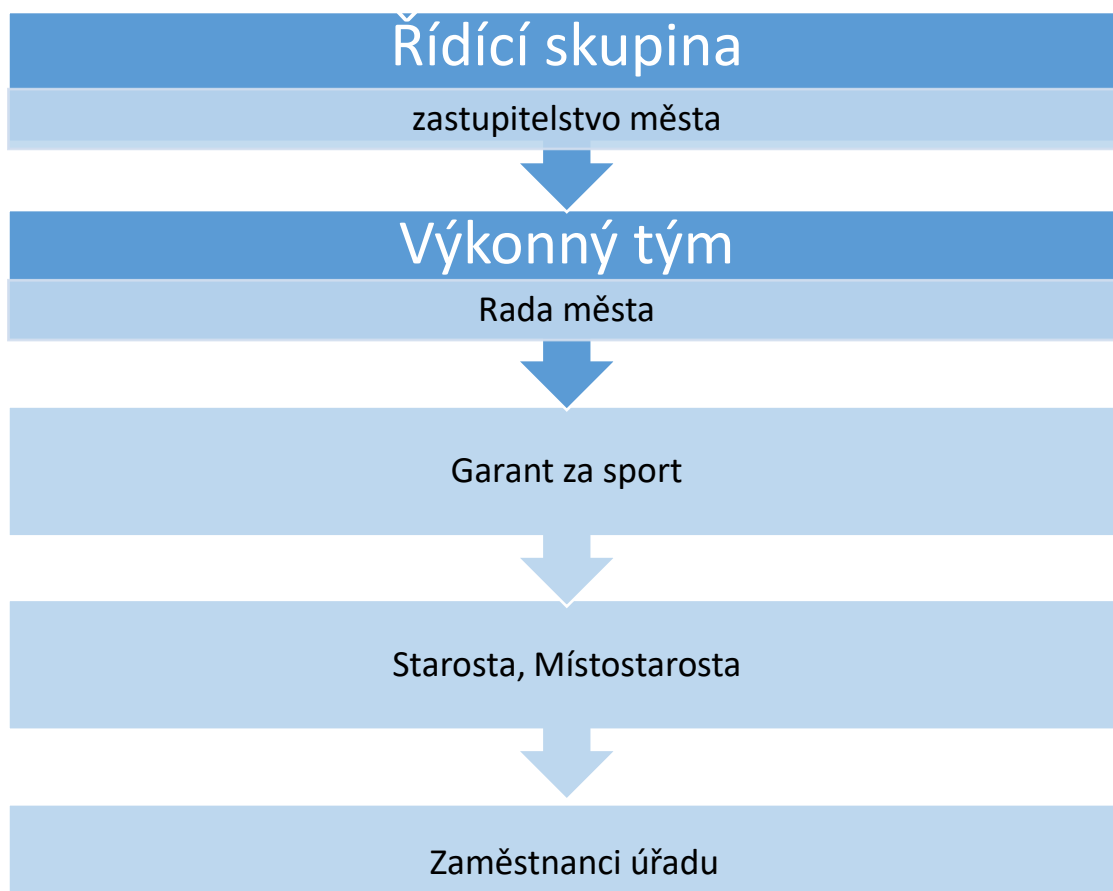 Řídící skupina
zastupitelstvo města
Výkonný tým
Rada města
Garant za sport
Starosta, Místostarosta
Zaměstnanci úřadu